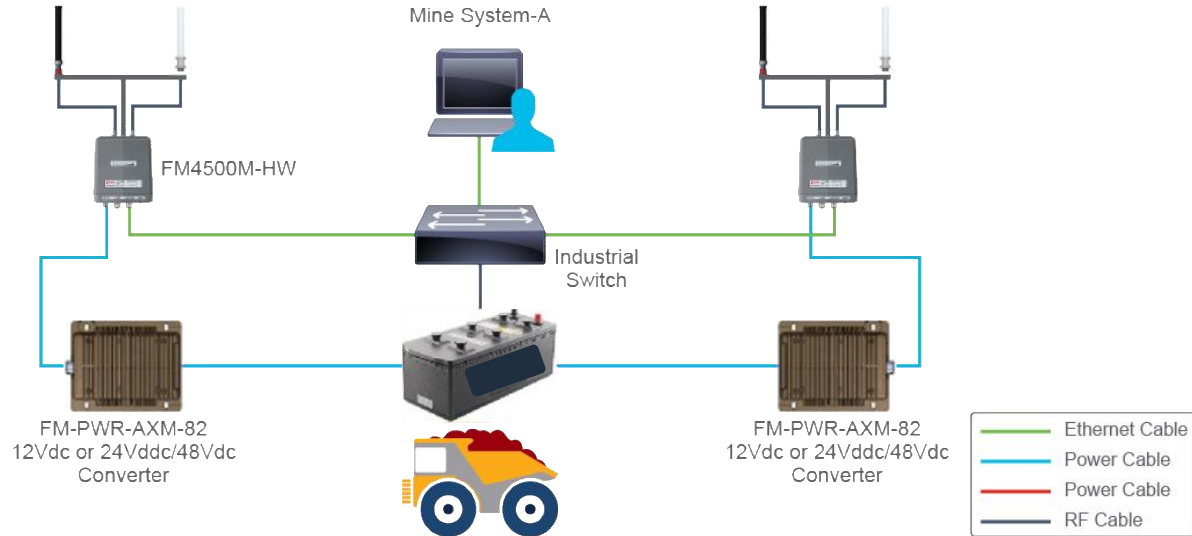 Mine System-A
FM4500M-HW
Industrial
Switch
FM-PWR-AXM-82
12Vdc or 24Vddc/48Vdc
Converter
FM-PWR-AXM-82
12Vdc or 24Vddc/48Vdc
Converter
Ethernet Cable
Power Cable
Power Cable
RF Cable